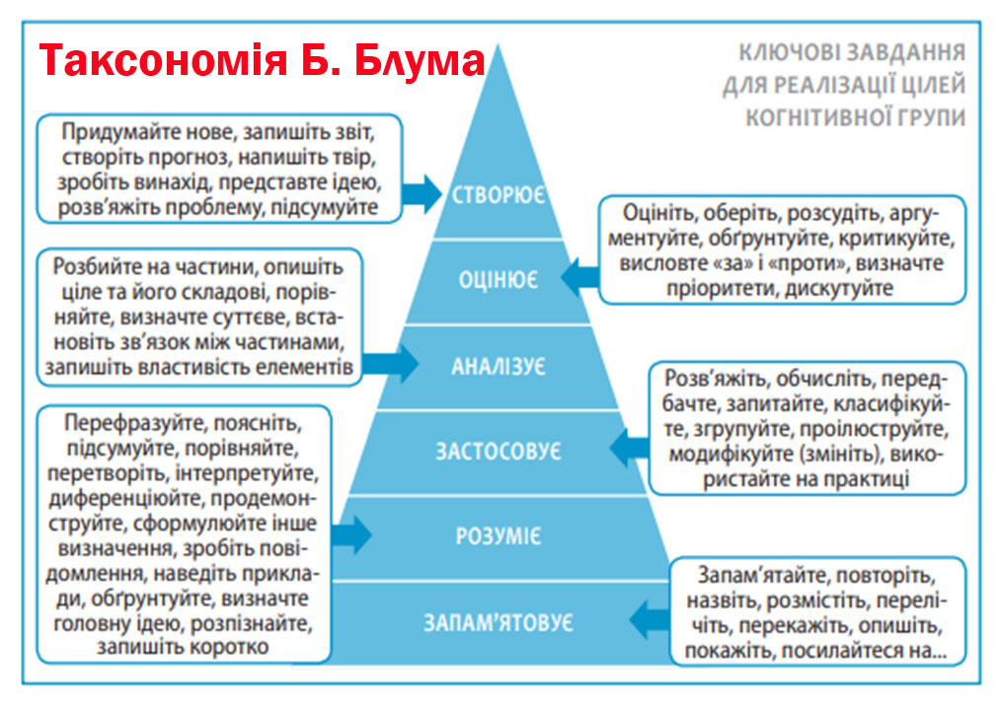 Таксономія Б. Блума
КЛЮЧОВІ ЗАВДАННЯ
ДЛЯ РЕАЛІЗАЦІЇ ЦІЛЕЙ
КОГНІТИВНОЇ ГРУПИ
Придумайте нове, запишіть звіт,
створіть прогноз, напишіть твір,
зробіть винахід, представте ідею,
розв’яжіть проблему, підсумуйте
СТВОРЮЄ
Оцініть, оберіть, розсудіть, аргу-
ментуйте, обґрунтуйте, критикуйте,
висловте «за» і «проти», визначте
пріоритети, дискутуйте
ОЦІНЮЄ
Розбийте на частини, опишіть
ціле та його складові, порів-
няйте, визначте суттєве, вста-
новіть зв’язок між частинами,
запишіть властивість елементів
АНАЛІЗУЄ
Розв’яжіть, обчисліть, перед-
бачте, запитайте, класифікуй-
те, згрупуйте, проілюструйте,
модифікуйте (змініть), вико-
ристайте на практиці
ЗАСТОСОВУЄ
Перефразуйте, поясніть,
підсумуйте, порівняйте,
перетворіть, інтерпретуйте,
диференціюйте, продемон-
струйте, сформулюйте інше
визначення, зробіть пові-
домлення, наведіть прикла-
ди, обґрунтуйте, визначте
головну ідею, розпізнайте,
запишіть коротко
РОЗУМІЄ
Запам’ятайте, повторіть,
назвіть, розмістіть, перелі-
чіть, перекажіть, опишіть,
покажіть, посилайтеся на...
ЗАПАМ’ЯТОВУЄ